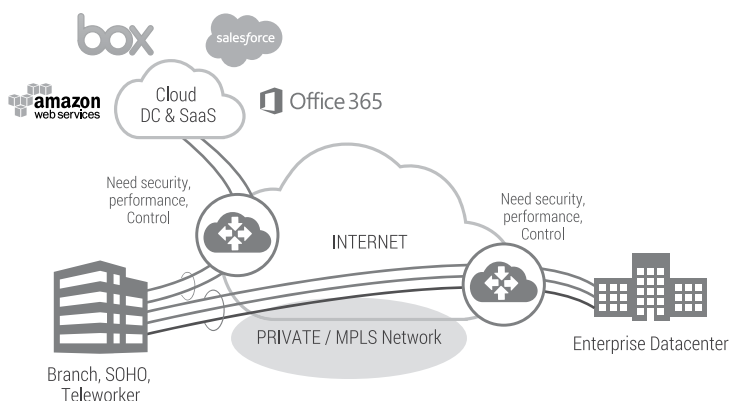 box
salesforce
amazon
web services
Cloud
DC & SaaS
Office 365
Need security,
performance,
Control
Need security,
performance,
Control
INTERNET
PRIVATE / MPLS Network
Enterprise Datacenter
Branch, SOHO,
Teleworker